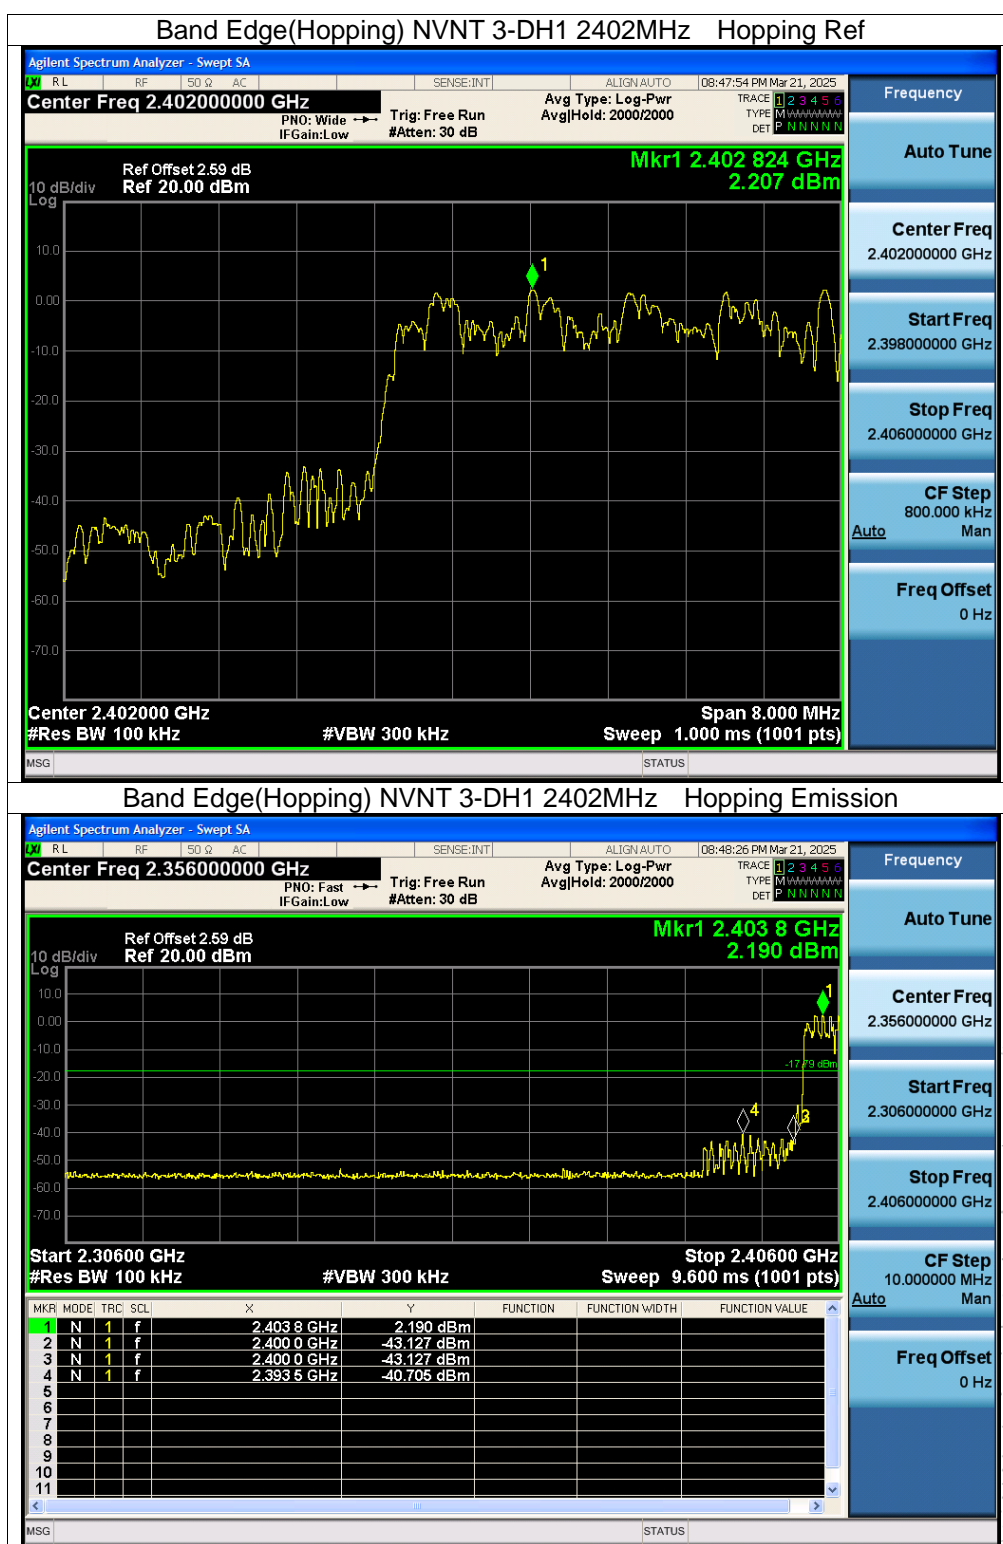 Band Edge(Hopping) NVNT 3-DH1 2402MHz Hopping Ref
Agilent Spectrum Analyzer - Swept SA
LXI RL RF 50 Ω AC SENSE:INT ALIGN AUTO 08:47:54 PM Mar 21, 2025
Center Freq 2.402000000 GHz
PNO: Wide
IFGain:Low
Trig: Free Run
#Atten: 30 dB
Avg Type: Log-Pwr
Avg|Hold: 2000/2000
TRACE 1 2 3 4 5 6
TYPE M WWWWW
DET P N N N N N
Frequency
Auto Tune
Center Freq
2.402000000 GHz
Start Freq
2.398000000 GHz
Stop Freq
2.406000000 GHz
CF Step
800.000 kHz
Auto Man
Freq Offset
0 Hz
Mkr1 2.402 824 GHz
2.207 dBm
Ref Offset 2.59 dB
10 dB/div Ref 20.00 dBm
Log
10.0
0.00
-10.0
-20.0
-30.0
-40.0
-50.0
-60.0
-70.0
1
Center 2.402000 GHz Span 8.000 MHz
#Res BW 100 kHz #VBW 300 kHz Sweep 1.000 ms (1001 pts)
MSG STATUS
Band Edge(Hopping) NVNT 3-DH1 2402MHz Hopping Emission
Agilent Spectrum Analyzer - Swept SA
LXI RL RF 50 Ω AC SENSE:INT ALIGN AUTO 08:48:26 PM Mar 21, 2025
Center Freq 2.356000000 GHz
PNO: Fast
IFGain:Low
Trig: Free Run
#Atten: 30 dB
Avg Type: Log-Pwr
Avg|Hold: 2000/2000
TRACE 1 2 3 4 5 6
TYPE M WWWWW
DET P N N N N N
Frequency
Auto Tune
Center Freq
2.356000000 GHz
Start Freq
2.306000000 GHz
Stop Freq
2.406000000 GHz
CF Step
10.000000 MHz
Auto Man
Freq Offset
0 Hz
Mkr1 2.403 8 GHz
2.190 dBm
Ref Offset 2.59 dB
10 dB/div Ref 20.00 dBm
Log
10.0
0.00
-10.0
-20.0
-30.0
-40.0
-50.0
-60.0
-70.0
1
-17.79 dBm
4
3
Start 2.30600 GHz Stop 2.40600 GHz
#Res BW 100 kHz #VBW 300 kHz Sweep 9.600 ms (1001 pts)
MKR MODE TRC SCL X Y FUNCTION FUNCTION WIDTH FUNCTION VALUE
1 N 1 f 2.403 8 GHz 2.190 dBm
2 N 1 f 2.400 0 GHz -43.127 dBm
3 N 1 f 2.400 0 GHz -43.127 dBm
4 N 1 f 2.393 5 GHz -40.705 dBm
5
6
7
8
9
10
11
MSG STATUS